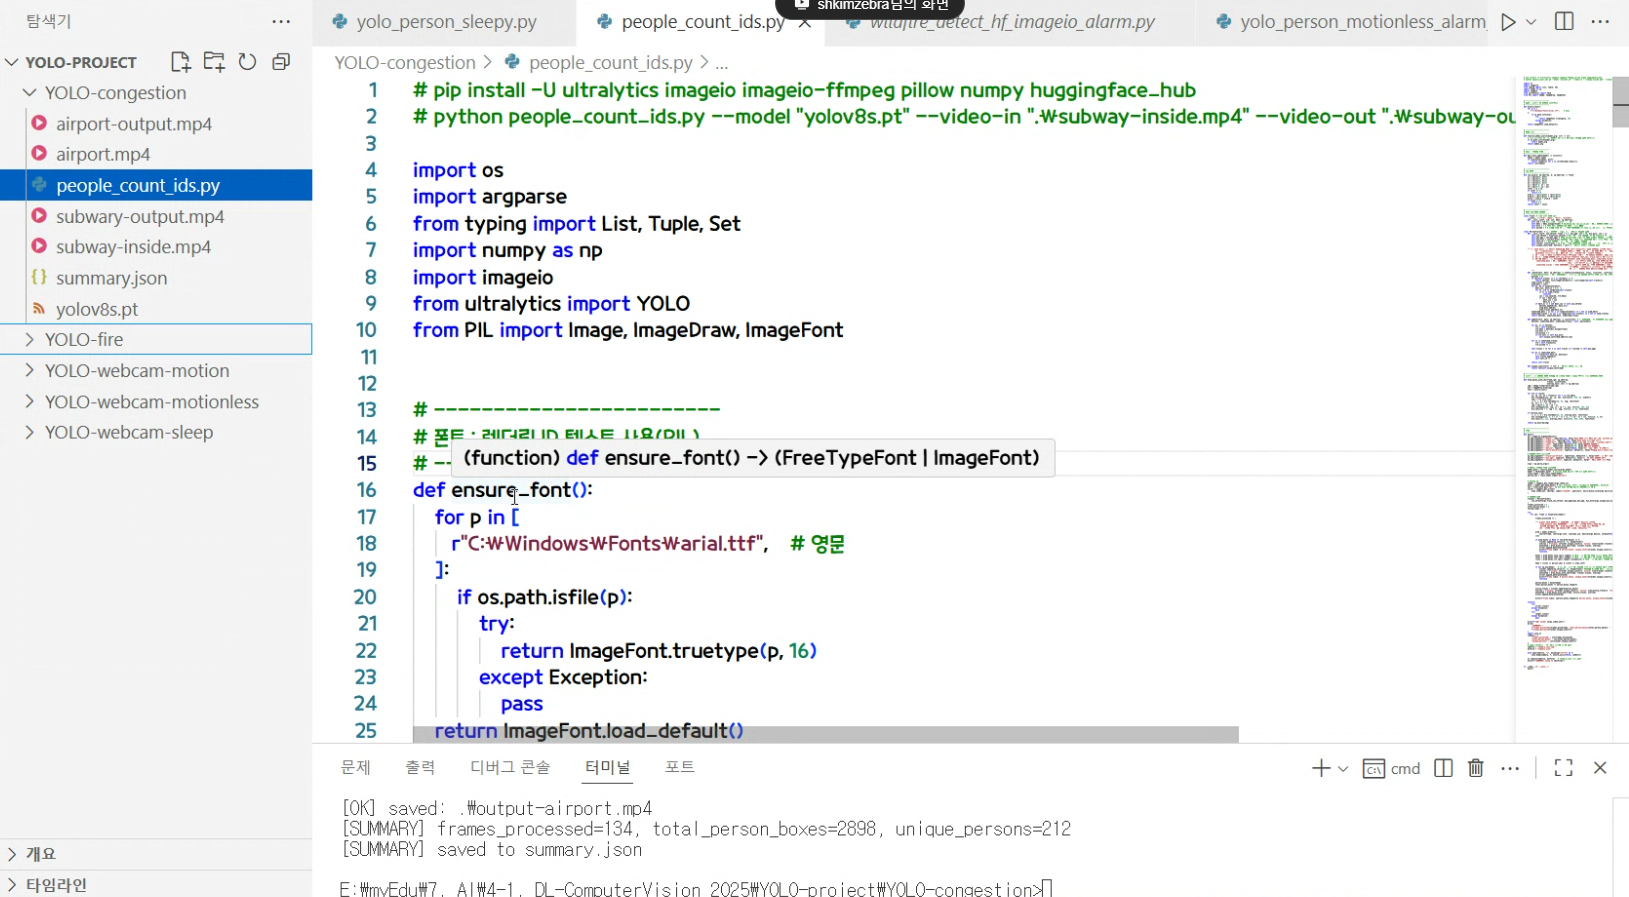 탐색기
yolo_person_sleepy.py
people_count_ids.py
shkimzebra님의 화면
wildfire_detect_hf_imageio_alarm.py
yolo_person_motionless_alarm
YOLO-PROJECT
YOLO-congestion
airport-output.mp4
airport.mp4
people_count_ids.py
subwary-output.mp4
subway-inside.mp4
summary.json
yolov8s.pt
YOLO-fire
YOLO-webcam-motion
YOLO-webcam-motionless
YOLO-webcam-sleep
개요
타임라인
YOLO-congestion > people_count_ids.py > ...
1 # pip install -U ultralytics imageio imageio-ffmpeg pillow numpy huggingface_hub
2 # python people_count_ids.py --model "yolov8s.pt" --video-in ".₩subway-inside.mp4" --video-out ".₩subway-ou
3
4 import os
5 import argparse
6 from typing import List, Tuple, Set
7 import numpy as np
8 import imageio
9 from ultralytics import YOLO
10 from PIL import Image, ImageDraw, ImageFont
11
12
13 # ------------------------
14 # 폰트 : 렌더링ID 텍스트 사용(PIL)
15 # --
(function) def ensure_font() -> (FreeTypeFont | ImageFont)
16 def ensure_font():
17 for p in [
18 r"C:₩Windows₩Fonts₩arial.ttf", # 영문
19 ]:
20 if os.path.isfile(p):
21 try:
22 return ImageFont.truetype(p, 16)
23 except Exception:
24 pass
25 return ImageFont.load_default()
문제 출력 디버그 콘솔 터미널 포트
cmd
[OK] saved: .₩output-airport.mp4
[SUMMARY] frames_processed=134, total_person_boxes=2898, unique_persons=212
[SUMMARY] saved to summary.json
E:₩myEdu₩7. AI₩4-1. DL-ComputerVision 2025₩YOLO-project₩YOLO-congestion>